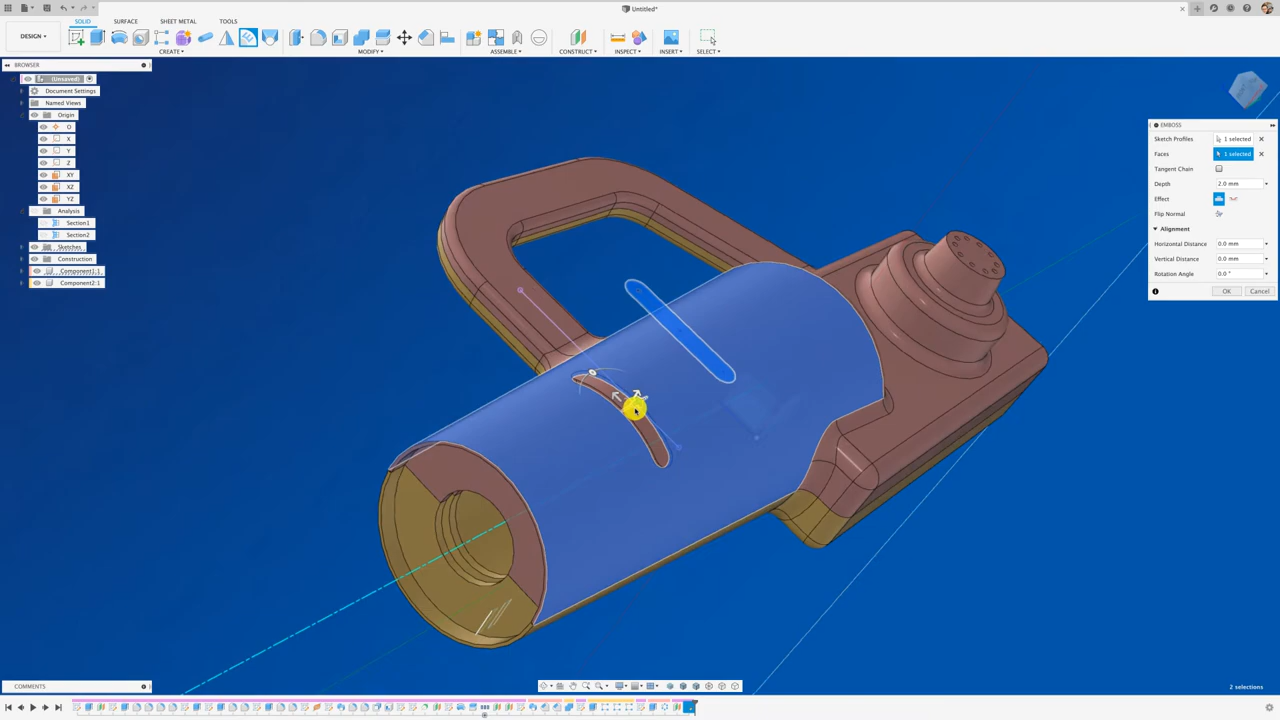 Untitled*
DESIGN
SOLID SURFACE SHEET METAL TOOLS
CREATE MODIFY ASSEMBLE CONSTRUCT INSPECT INSERT SELECT
BROWSER
(Unsaved)
Document Settings
Named Views
Origin
O
X
Y
Z
XY
XZ
YZ
Analysis
Section1
Section2
Sketches
Construction
Component1:1
Component2:1
EMBOSS
Sketch Profiles 1 selected
Faces 1 selected
Tangent Chain
Depth 2.0 mm
Effect
Flip Normal
Alignment
Horizontal Distance 0.0 mm
Vertical Distance 0.0 mm
Rotation Angle 0.0 °
OK Cancel
COMMENTS
2 selections